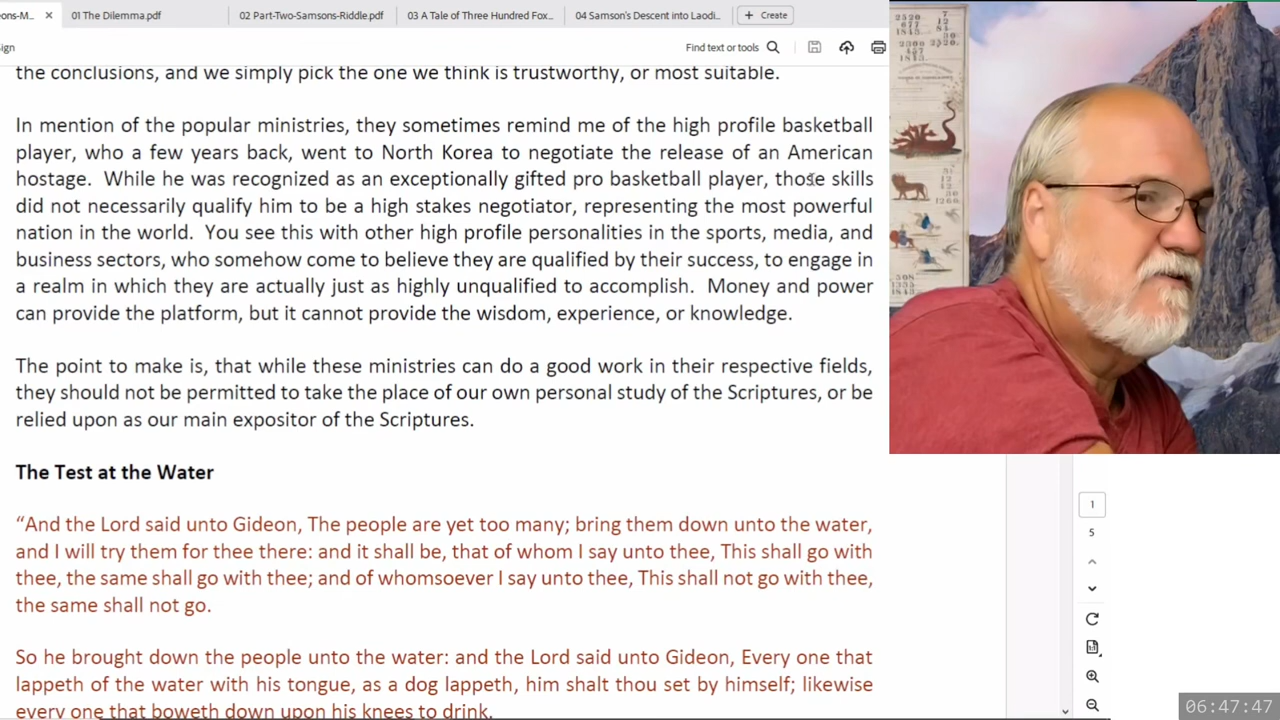 ons-M...
01 The Dilemma.pdf
02 Part-Two-Samsons-Riddle.pdf
03 A Tale of Three Hundred Fox...
04 Samson's Descent into Laodi...
Create
ign
Find text or tools
the conclusions, and we simply pick the one we think is trustworthy, or most suitable.
In mention of the popular ministries, they sometimes remind me of the high profile basketball
player, who a few years back, went to North Korea to negotiate the release of an American
hostage. While he was recognized as an exceptionally gifted pro basketball player, those skills
did not necessarily qualify him to be a high stakes negotiator, representing the most powerful
nation in the world. You see this with other high profile personalities in the sports, media, and
business sectors, who somehow come to believe they are qualified by their success, to engage in
a realm in which they are actually just as highly unqualified to accomplish. Money and power
can provide the platform, but it cannot provide the wisdom, experience, or knowledge.
The point to make is, that while these ministries can do a good work in their respective fields,
they should not be permitted to take the place of our own personal study of the Scriptures, or be
relied upon as our main expositor of the Scriptures.
The Test at the Water
“And the Lord said unto Gideon, The people are yet too many; bring them down unto the water,
and I will try them for thee there: and it shall be, that of whom I say unto thee, This shall go with
thee, the same shall go with thee; and of whomsoever I say unto thee, This shall not go with thee,
the same shall not go.
So he brought down the people unto the water: and the Lord said unto Gideon, Every one that
lappeth of the water with his tongue, as a dog lappeth, him shalt thou set by himself; likewise
every one that boweth down upon his knees to drink.
2520
677
1843
1
5
06:47:47